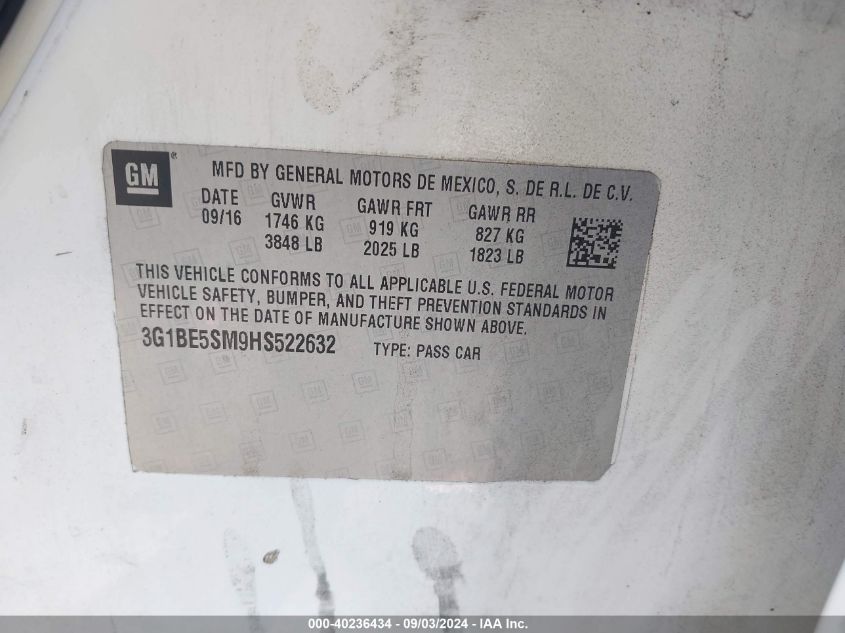 GM®
MFD BY GENERAL MOTORS DE MEXICO, S. DE R.L. DE C.V.
DATE GVWR GAWR FRT GAWR RR
09/16 1746 KG 919 KG 827 KG
3848 LB 2025 LB 1823 LB
THIS VEHICLE CONFORMS TO ALL APPLICABLE U.S. FEDERAL MOTOR
VEHICLE SAFETY, BUMPER, AND THEFT PREVENTION STANDARDS IN
EFFECT ON THE DATE OF MANUFACTURE SHOWN ABOVE.
3G1BE5SM9HS522632 TYPE: PASS CAR
000-40236434 - 09/03/2024 - IAA Inc.